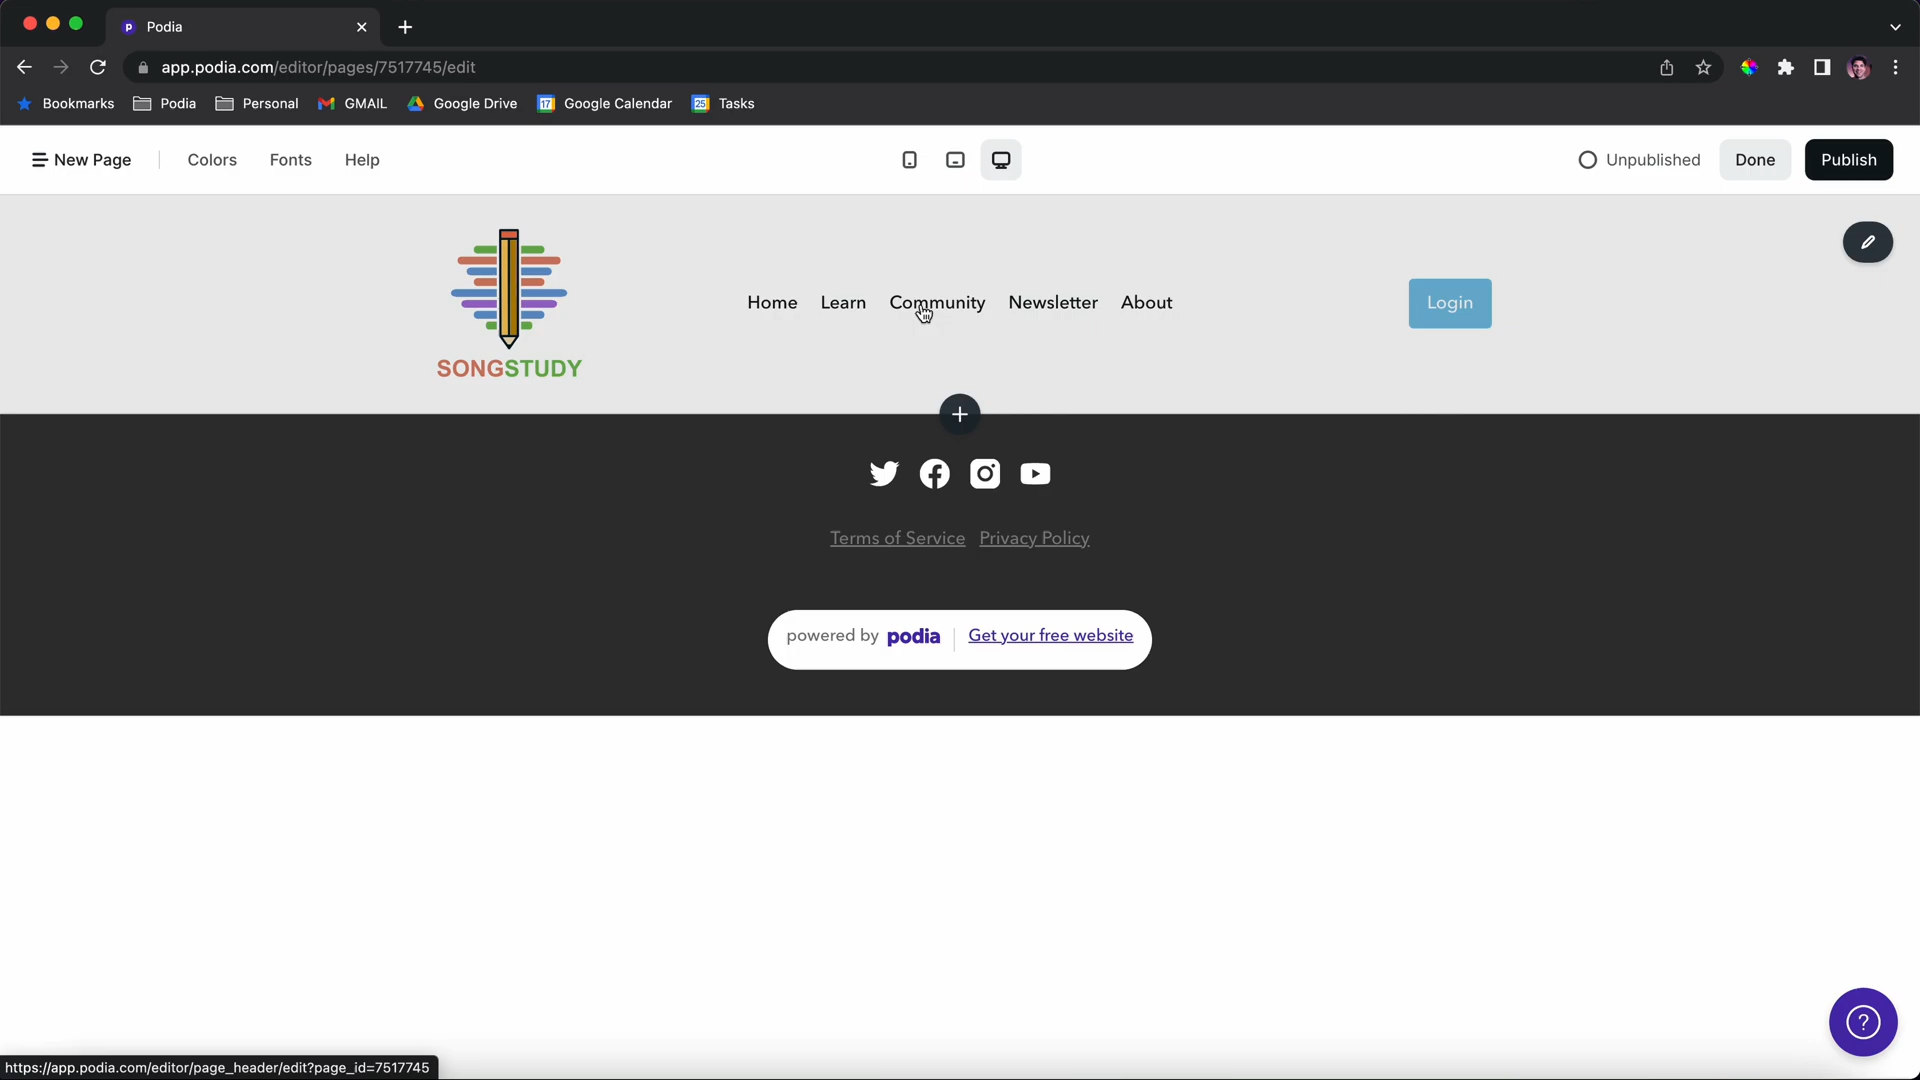 Podia
app.podia.com/editor/pages/7517745/edit
Bookmarks Podia Personal GMAIL 17 Google Drive Google Calendar 25 Tasks
New Page Colors Fonts Help Unpublished Done Publish
SONGSTUDY
Home Learn Community Newsletter About Login
Terms of Service Privacy Policy
powered by podia Get your free website
https://app.podia.com/editor/page_header/edit?page_id=7517745